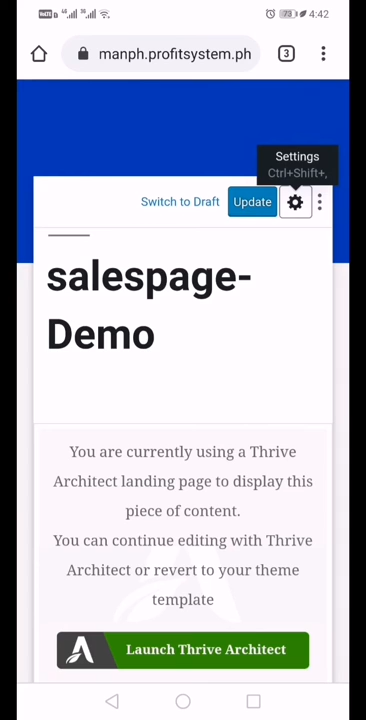 4:42
73
manph.profitsystem.ph
3
Settings
Ctrl+Shift+,
Switch to Draft
Update
salespage-
Demo
You are currently using a Thrive
Architect landing page to display this
piece of content.
You can continue editing with Thrive
Architect or revert to your theme
template
Launch Thrive Architect